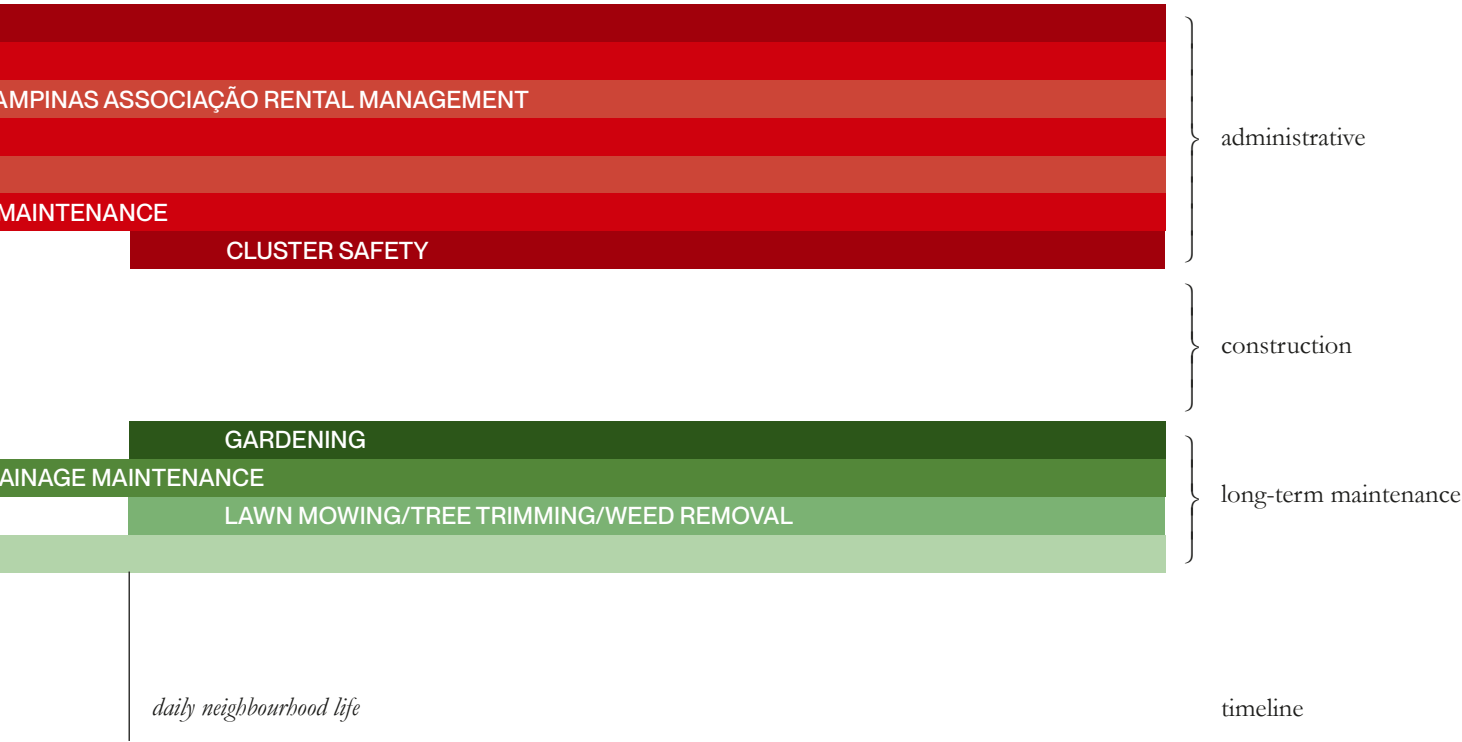 AMPINAS ASSOCIAÇÃO RENTAL MANAGEMENT
administrative
MAINTENANCE
CLUSTER SAFETY
construction
GARDENING
AINAGE MAINTENANCE
long-term maintenance
LAWN MOWING/TREE TRIMMING/WEED REMOVAL
daily neighbourhood life
timeline